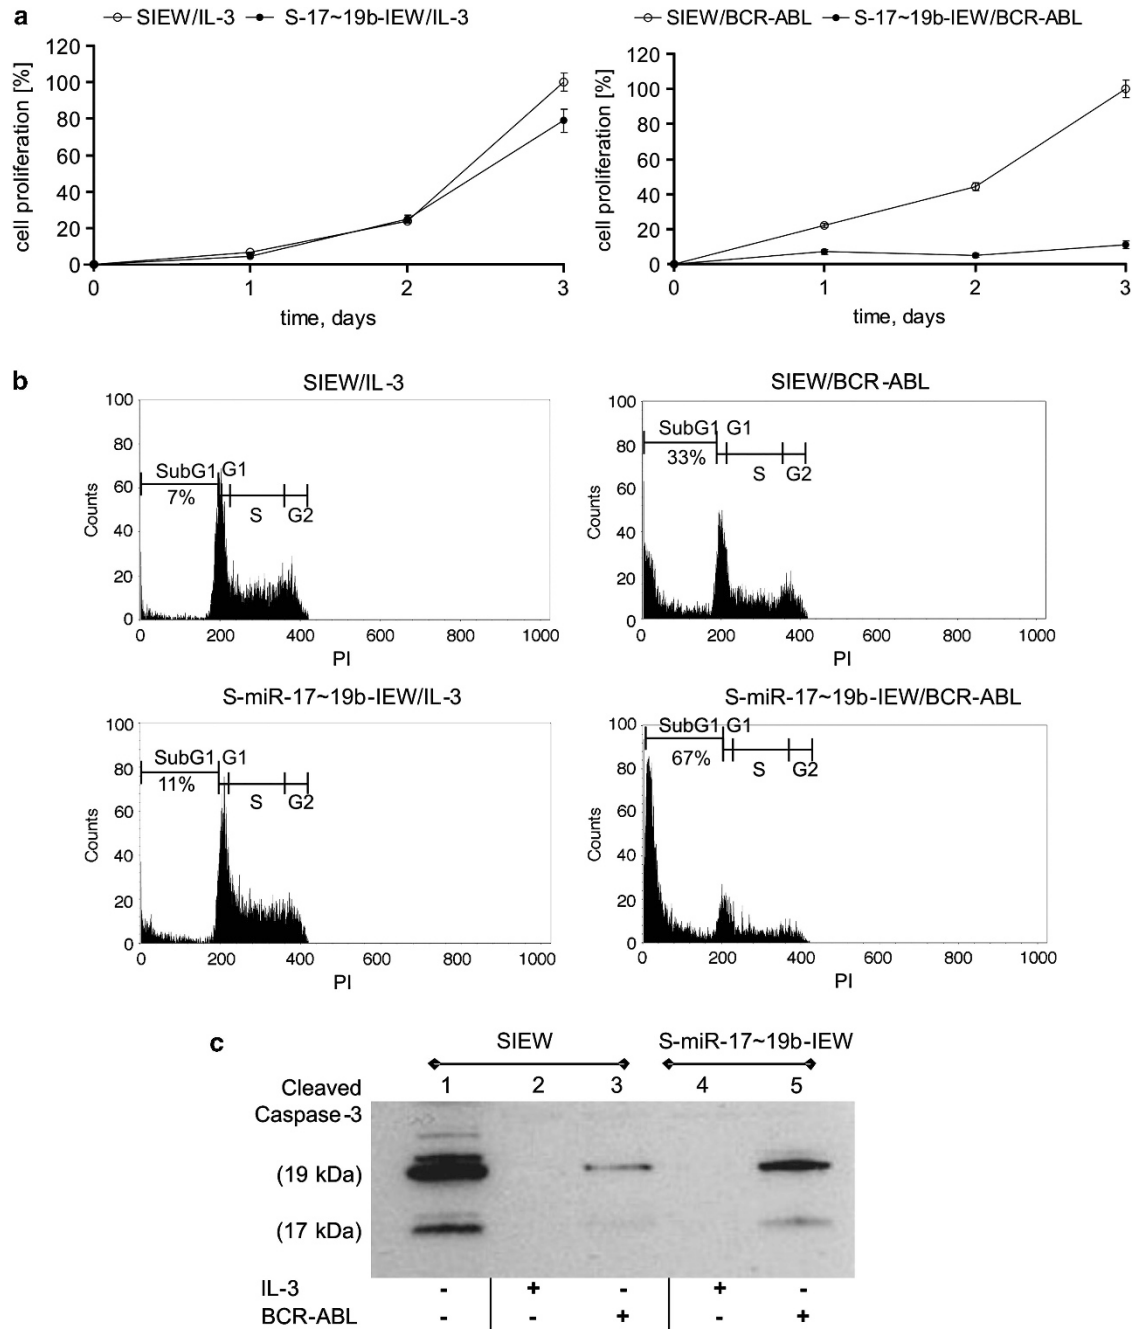 a
SIEW/IL-3 S-17~19b-IEW/IL-3
SIEW/BCR-ABL S-17~19b-IEW/BCR-ABL
cell proliferation [%]
120
100
80
60
40
20
0
0 1 2 3
time, days
cell proliferation [%]
120
100
80
60
40
20
0
0 1 2 3
time, days
b
SIEW/IL-3
100
80
60
40
20
0
Counts
SubG1 G1
7%
S G2
0 200 400 600 800 1000
PI
SIEW/BCR-ABL
100
80
60
40
20
0
Counts
SubG1 G1
33%
S G2
0 200 400 600 800 1000
PI
S-miR-17~19b-IEW/IL-3
100
80
60
40
20
0
Counts
SubG1 G1
11%
S G2
0 200 400 600 800 1000
PI
S-miR-17~19b-IEW/BCR-ABL
100
80
60
40
20
0
Counts
SubG1 G1
67%
S G2
0 200 400 600 800 1000
PI
c
SIEW S-miR-17~19b-IEW
Cleaved 1 2 3 4 5
Caspase-3
(19 kDa)
(17 kDa)
IL-3 - + - + -
BCR-ABL - - + - +